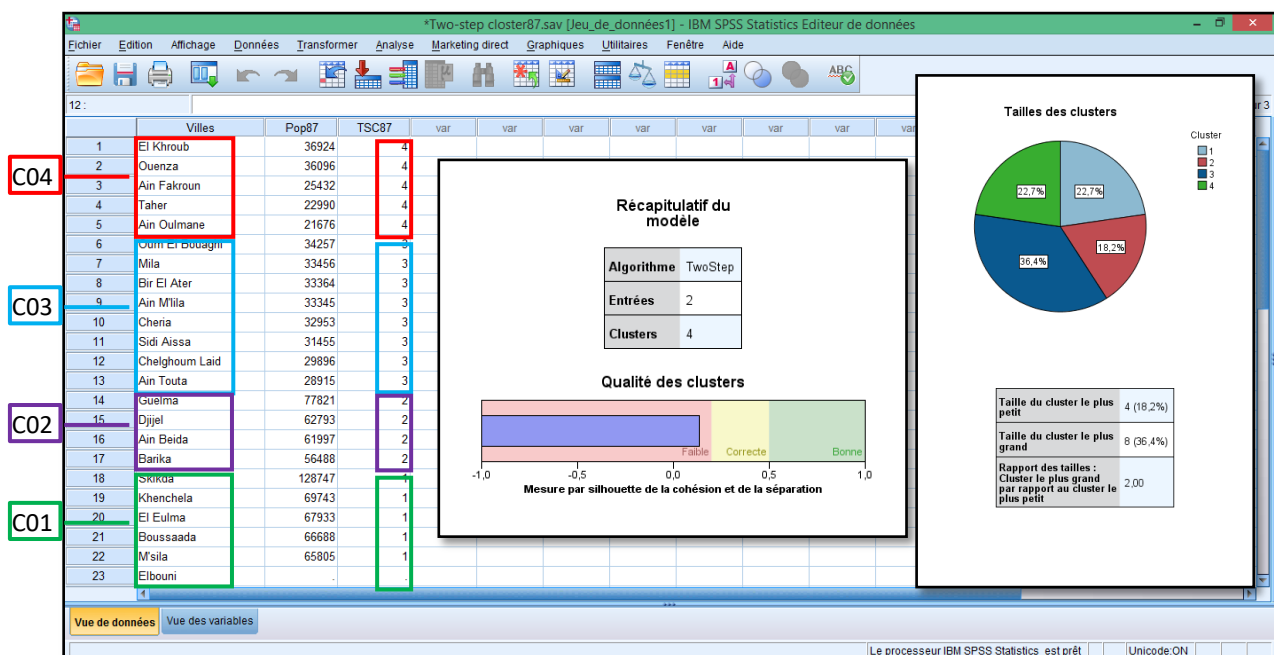 *Two-step closter87.sav [Jeu_de_données1] - IBM SPSS Statistics Editeur de données
Fichier Edition Affichage Données Transformer Analyse Marketing direct Graphiques Utilitaires Fenêtre Aide
12 :
ur 3
Villes Pop87 TSC87 var var var var var var var var
1 El Khroub 36924 4
2 Ouenza 36096 4
3 Ain Fakroun 25432 4
4 Taher 22990 4
5 Ain Oulmane 21676 4
6 Oum El Bouaghi 34257 3
7 Mila 33456 3
8 Bir El Ater 33364 3
9 Ain M'lila 33345 3
10 Cheria 32953 3
11 Sidi Aissa 31455 3
12 Chelghoum Laid 29896 3
13 Ain Touta 28915 3
14 Guelma 77821 2
15 Djijel 62793 2
16 Ain Beida 61997 2
17 Barika 56488 2
18 Skikda 128747 1
19 Khenchela 69743 1
20 El Eulma 67933 1
21 Boussaada 66688 1
22 M'sila 65805 1
23 Elbouni . .
C04
C03
C02
C01
Récapitulatif du
modèle
Algorithme TwoStep
Entrées 2
Clusters 4
Qualité des clusters
Faible Correcte Bonne
-1,0 -0,5 0,0 0,5 1,0
Mesure par silhouette de la cohésion et de la séparation
Tailles des clusters
Cluster
1
2
3
4
22,7% 22,7%
18,2%
36,4%
Taille du cluster le plus
petit 4 (18,2%)
Taille du cluster le plus
grand 8 (36,4%)
Rapport des tailles :
Cluster le plus grand
par rapport au cluster le
plus petit 2,00
Vue de données Vue des variables
Le processeur IBM SPSS Statistics est prêt Unicode:ON